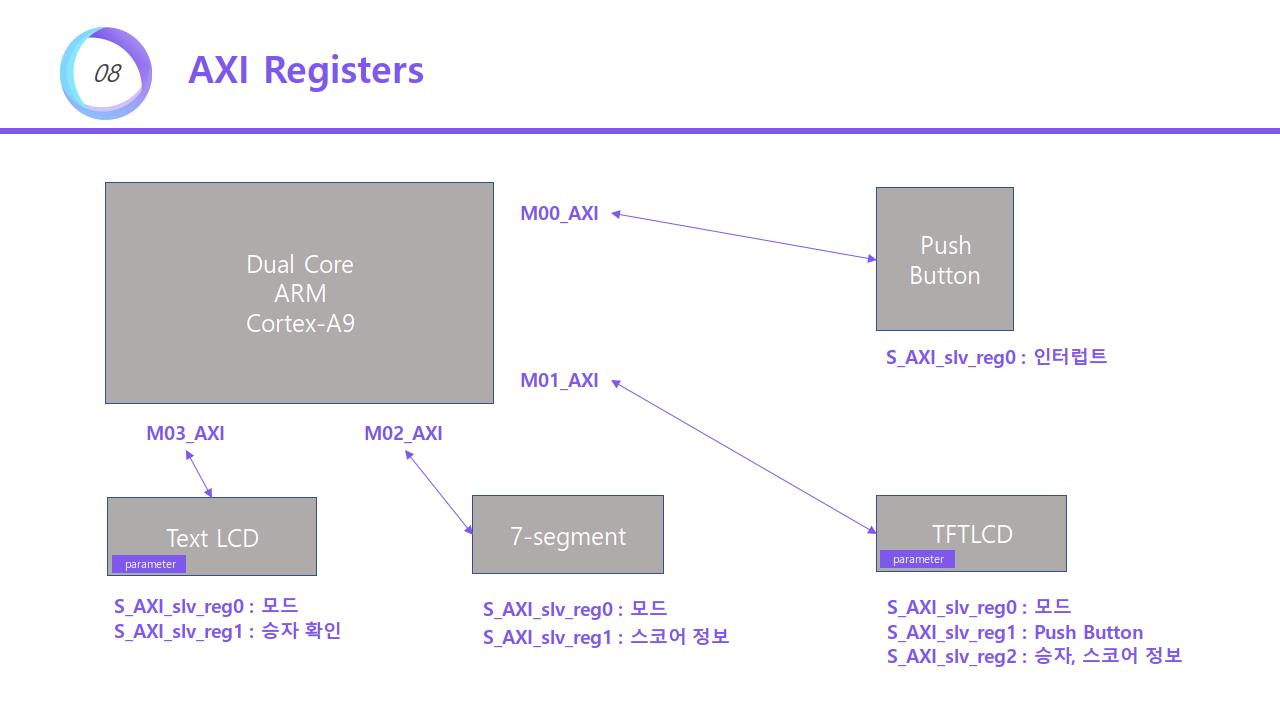 08
AXI Registers
Dual Core
ARM
Cortex-A9
M00_AXI
Push
Button
S_AXI_slv_reg0 : 인터럽트
M01_AXI
M03_AXI
M02_AXI
Text LCD
parameter
S_AXI_slv_reg0 : 모드
S_AXI_slv_reg1 : 승자 확인
7-segment
S_AXI_slv_reg0 : 모드
S_AXI_slv_reg1 : 스코어 정보
TFTLCD
parameter
S_AXI_slv_reg0 : 모드
S_AXI_slv_reg1 : Push Button
S_AXI_slv_reg2 : 승자, 스코어 정보